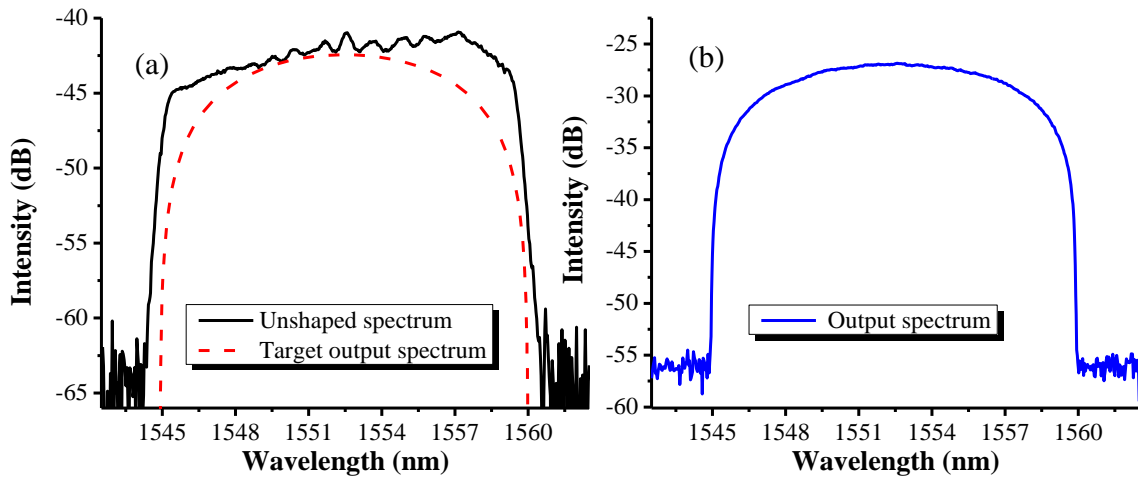 (a)
Intensity (dB)
-40
-45
-50
-55
-60
-65
Unshaped spectrum
Target output spectrum
1545 1548 1551 1554 1557 1560
Wavelength (nm)
(b)
Intensity (dB)
-25
-30
-35
-40
-45
-50
-55
-60
Output spectrum
1545 1548 1551 1554 1557 1560
Wavelength (nm)